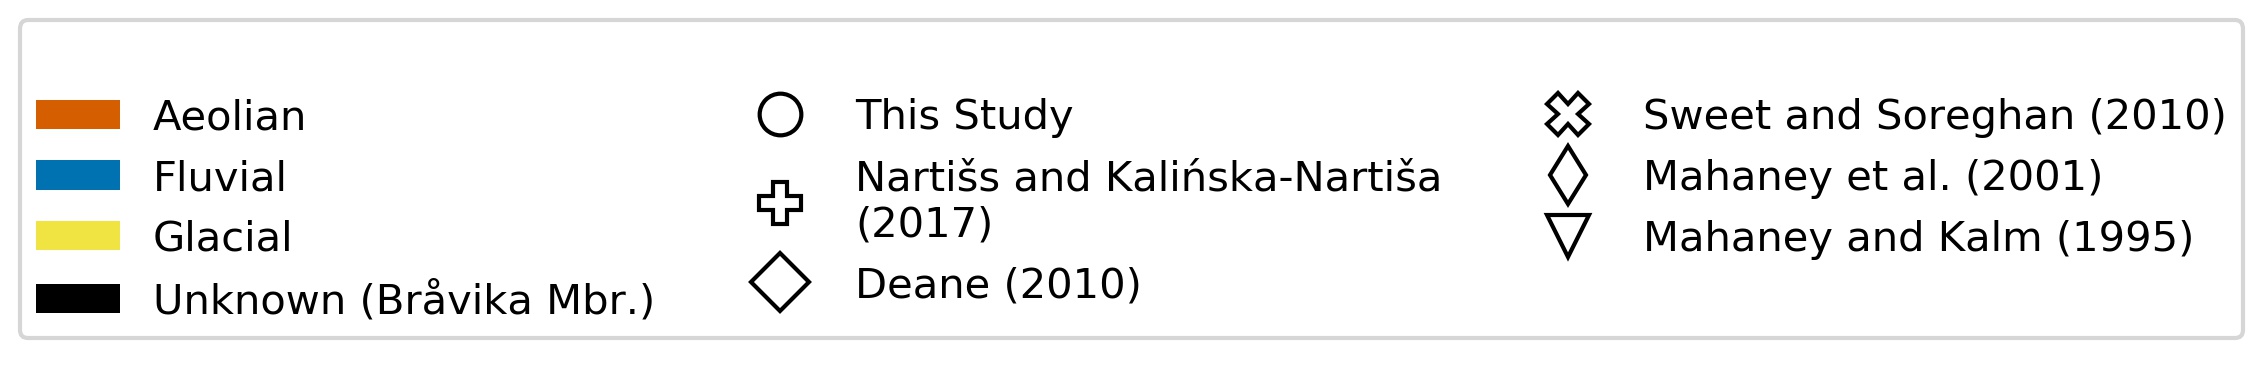 Aeolian
Fluvial
Glacial
Unknown (Bråvika Mbr.)
This Study
Nartišs and Kalińska-Nartiša
(2017)
Deane (2010)
Sweet and Soreghan (2010)
Mahaney et al. (2001)
Mahaney and Kalm (1995)